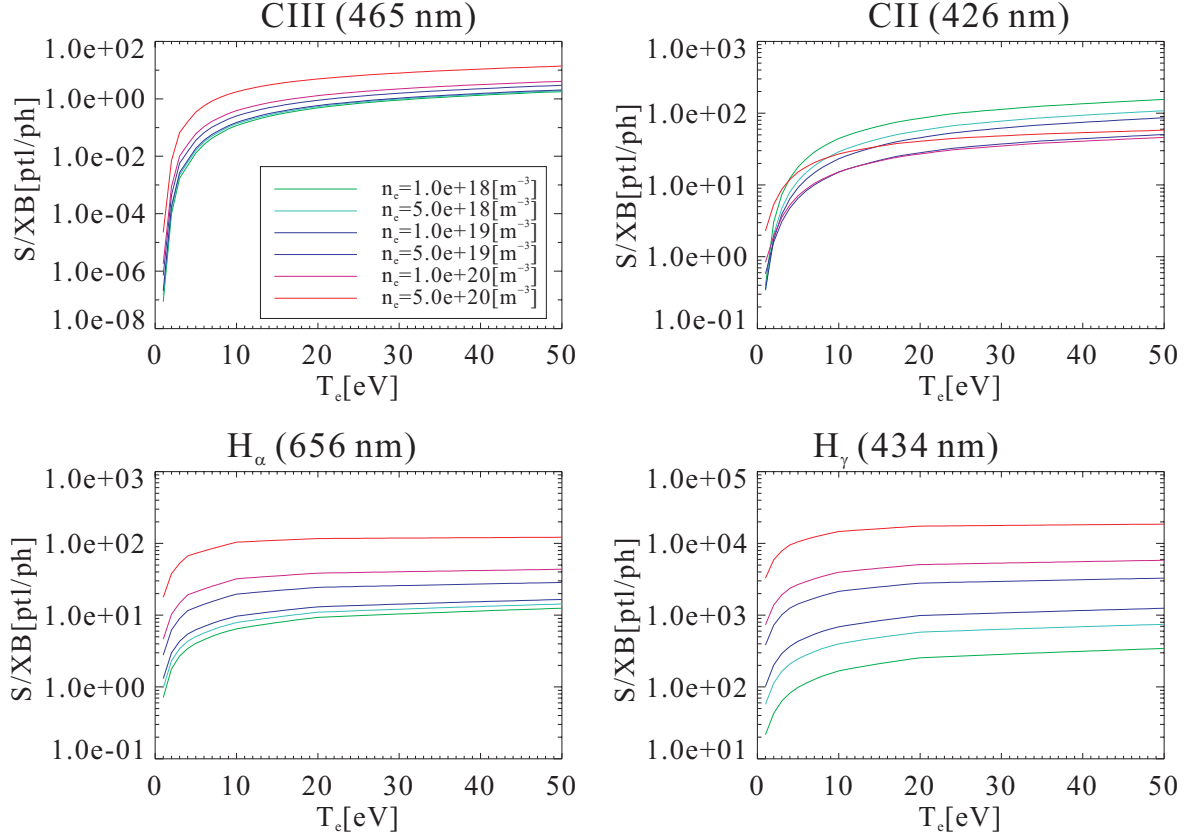 CIII (465 nm)
S/XB[ptl/ph]
1.0e+02
1.0e+00
1.0e−02
1.0e−04
1.0e−06
1.0e−08
nₑ=1.0e+18[m⁻³]
nₑ=5.0e+18[m⁻³]
nₑ=1.0e+19[m⁻³]
nₑ=5.0e+19[m⁻³]
nₑ=1.0e+20[m⁻³]
nₑ=5.0e+20[m⁻³]
0 10 20 30 40 50
Tₑ[eV]
CII (426 nm)
S/XB[ptl/ph]
1.0e+03
1.0e+02
1.0e+01
1.0e+00
1.0e−01
0 10 20 30 40 50
Tₑ[eV]
Hα (656 nm)
S/XB[ptl/ph]
1.0e+03
1.0e+02
1.0e+01
1.0e+00
1.0e−01
0 10 20 30 40 50
Tₑ[eV]
Hγ (434 nm)
S/XB[ptl/ph]
1.0e+05
1.0e+04
1.0e+03
1.0e+02
1.0e+01
0 10 20 30 40 50
Tₑ[eV]